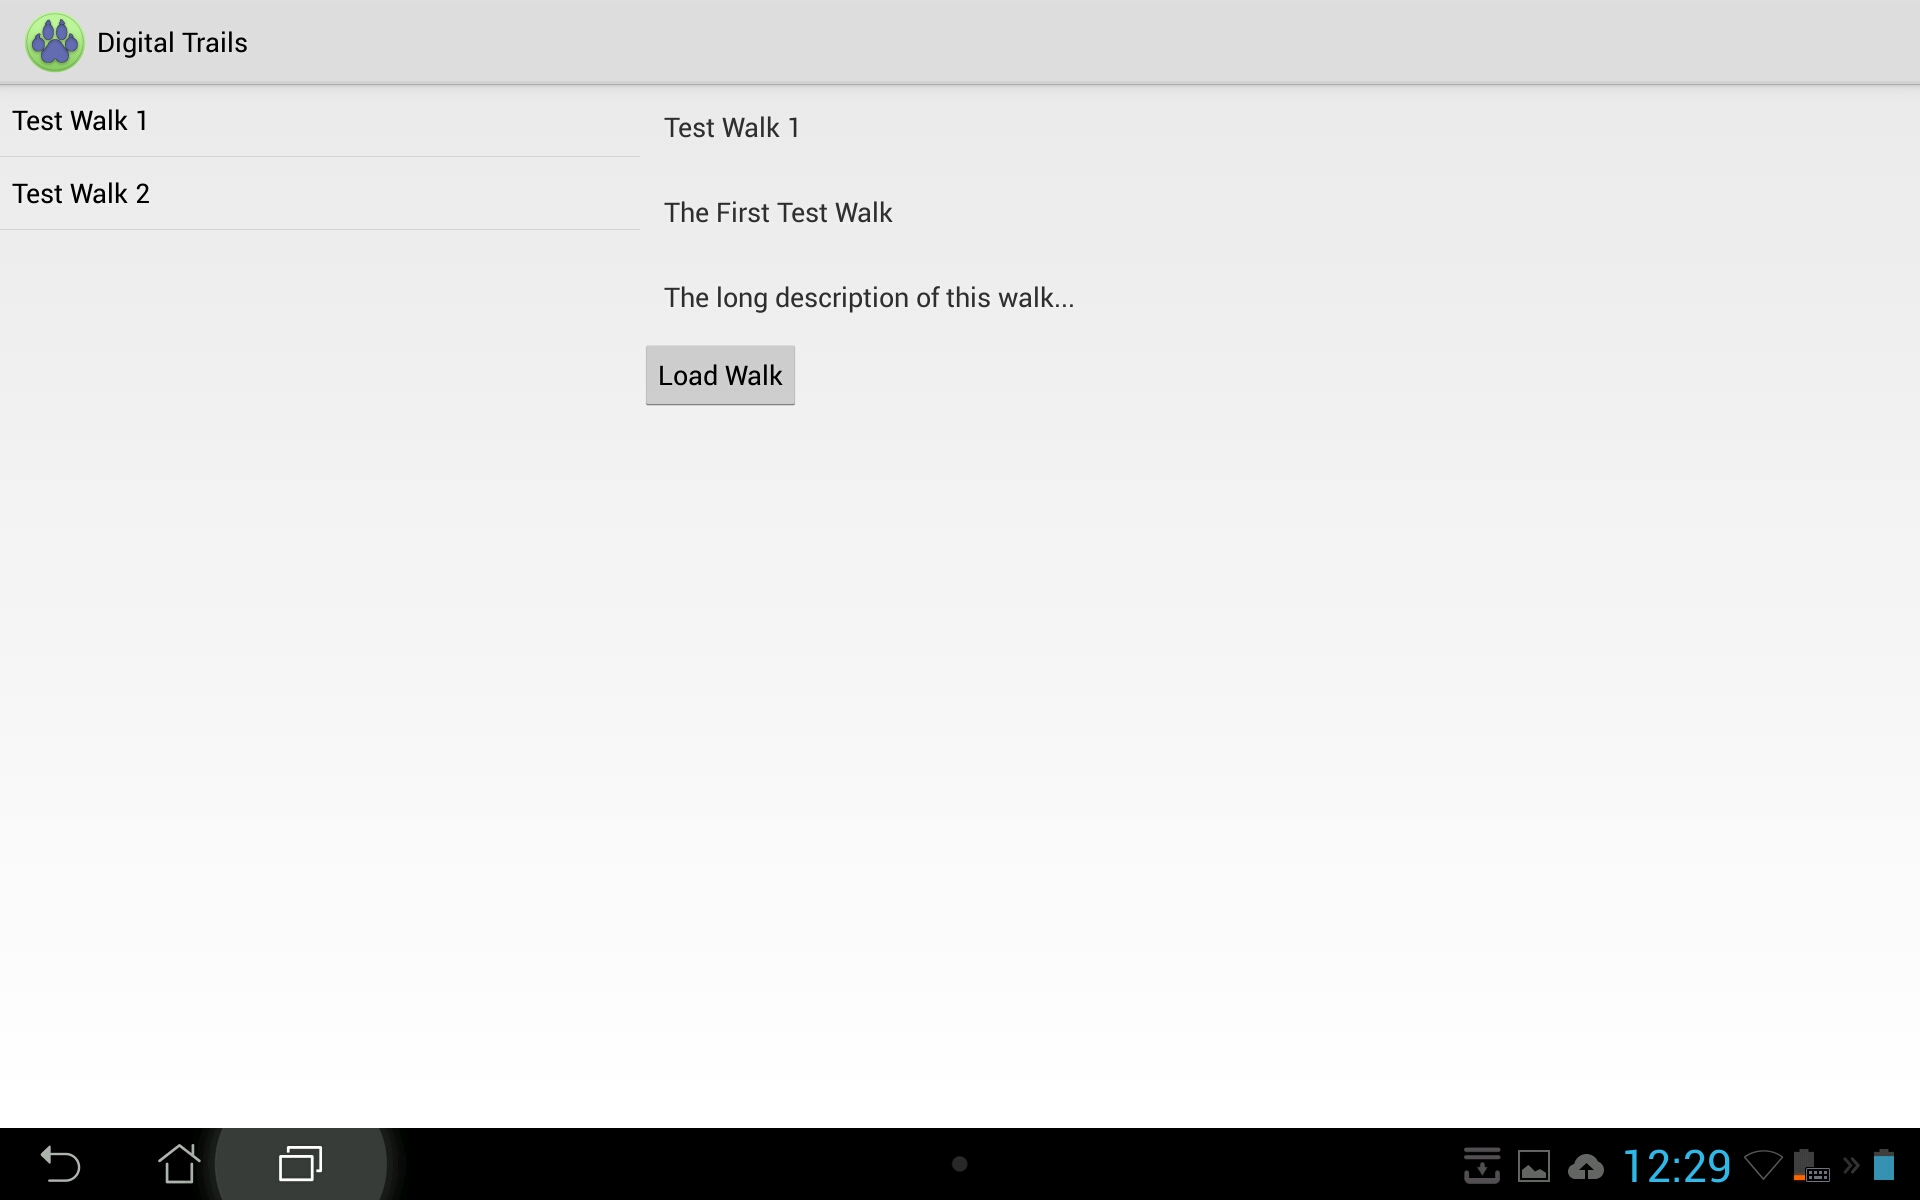 Digital Trails
Test Walk 1
Test Walk 2
Test Walk 1
The First Test Walk
The long description of this walk...
Load Walk
12:29